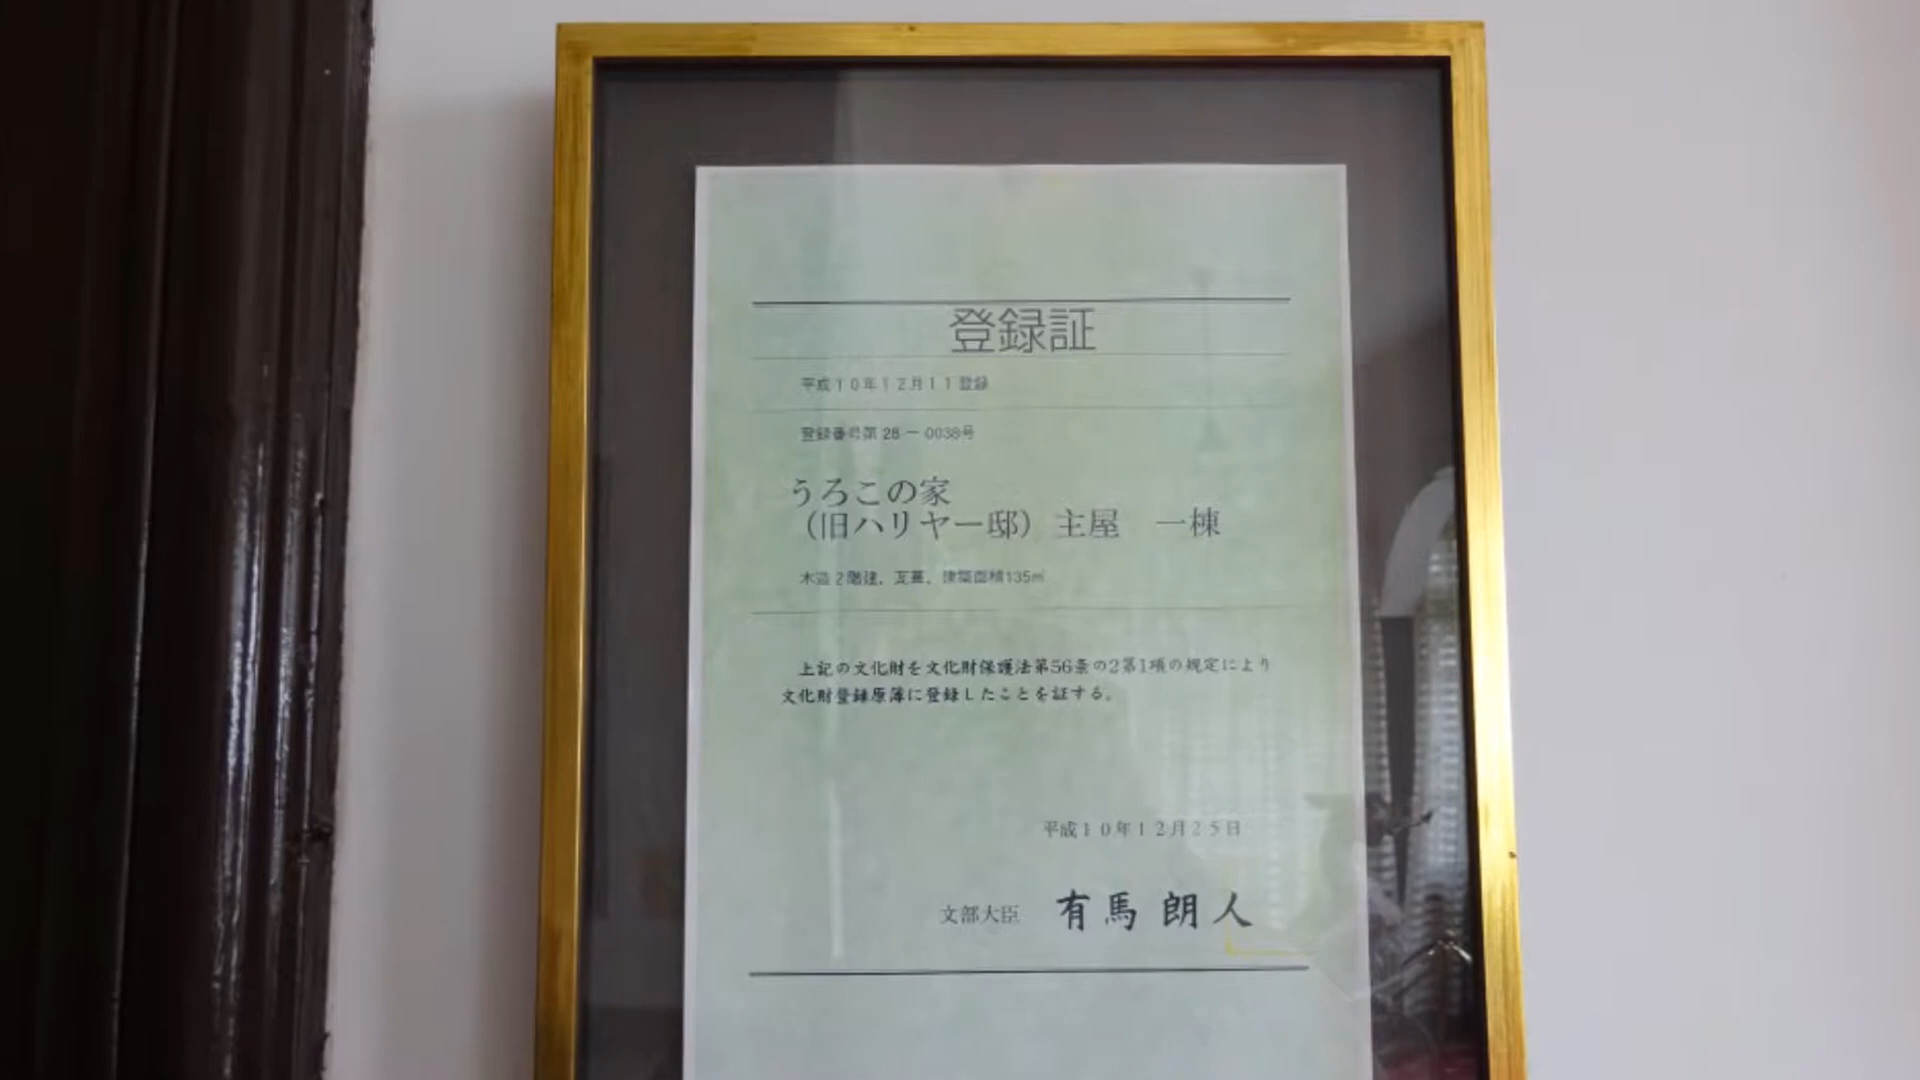 登録証
平成10年12月11登録
登録番号第28－0038号
うろこの家
（旧ハリヤー邸）主屋　一棟
木造2階建、瓦葺、建築面積135㎡
上記の文化財を文化財保護法第56条の2第1項の規定により
文化財登録原簿に登録したことを証する。
平成10年12月25日
文部大臣　有馬朗人